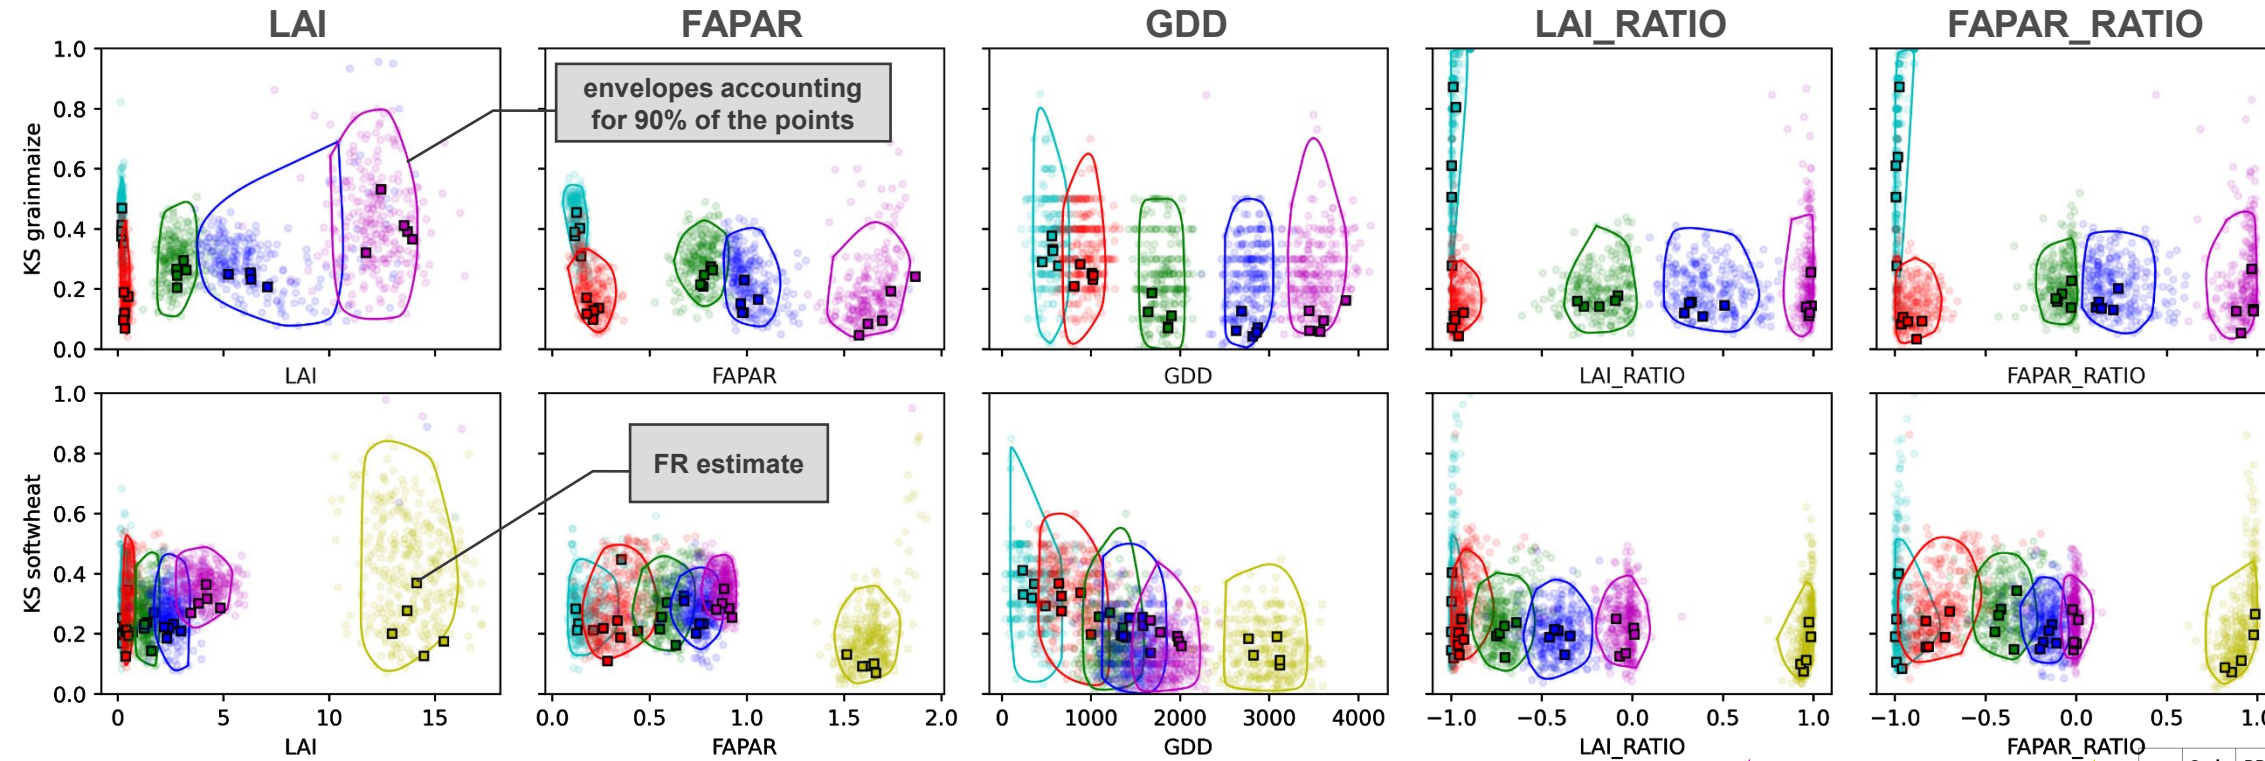 LAI FAPAR GDD LAI_RATIO FAPAR_RATIO
1.0
0.8
0.6
0.4
0.2
0.0
KS grainmaize
envelopes accounting
for 90% of the points
LAI FAPAR GDD LAI_RATIO FAPAR_RATIO
1.0
0.8
0.6
0.4
0.2
0.0
KS softwheat
FR estimate
0 5 10 15 0.0 0.5 1.0 1.5 2.0 0 1000 2000 3000 4000 −1.0 −0.5 0.0 0.5 1.0 −1.0 −0.5 0.0 0.5
LAI FAPAR GDD LAI_RATIO FAPAR_RATIO